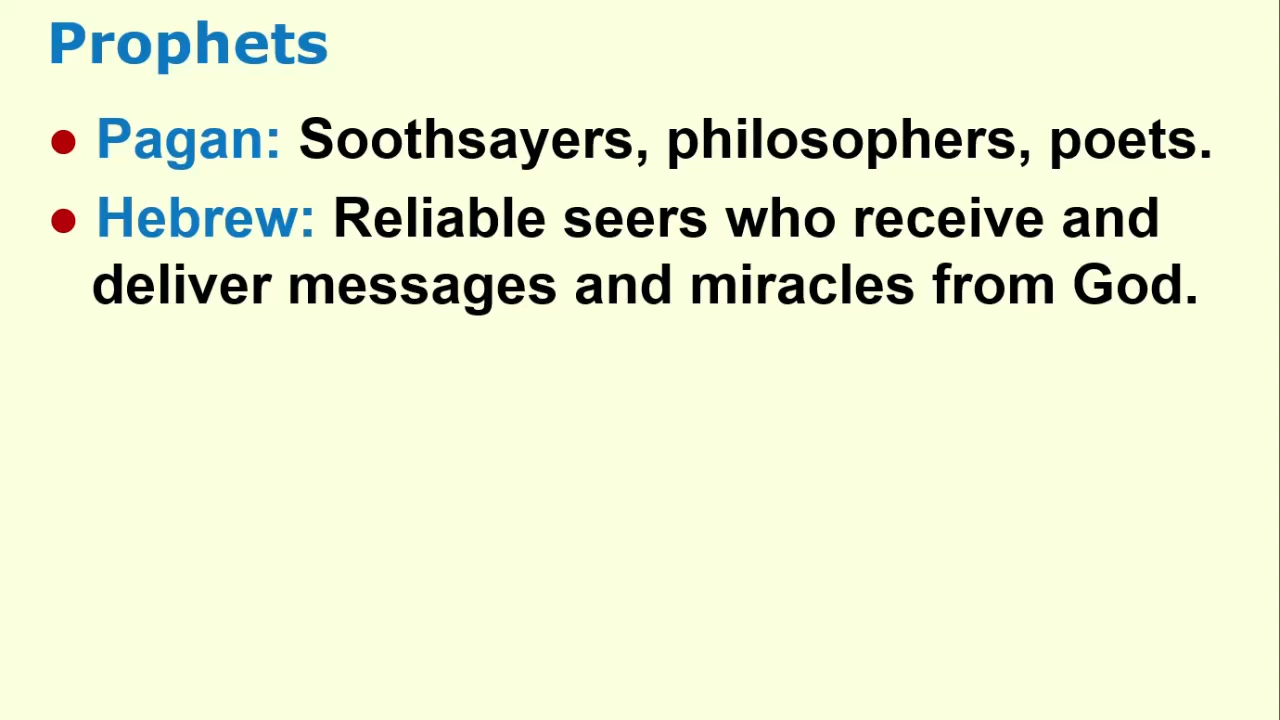 Prophets
● Pagan: Soothsayers, philosophers, poets.
● Hebrew: Reliable seers who receive and
deliver messages and miracles from God.